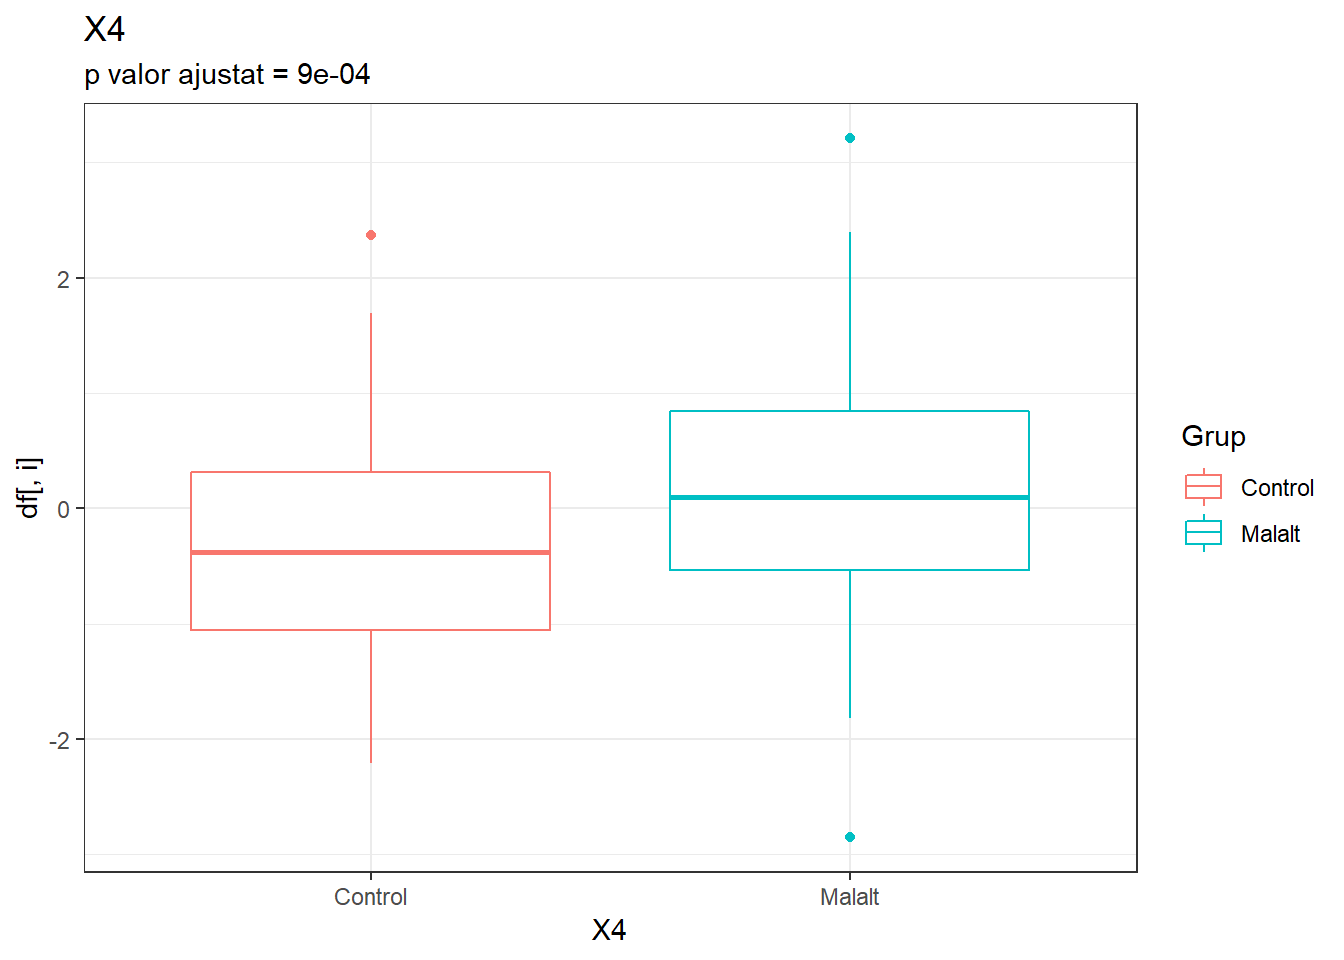 X4
p valor ajustat = 9e-04
df[, i]
2
0
-2
Control
Malalt
X4
Grup
Control
Malalt